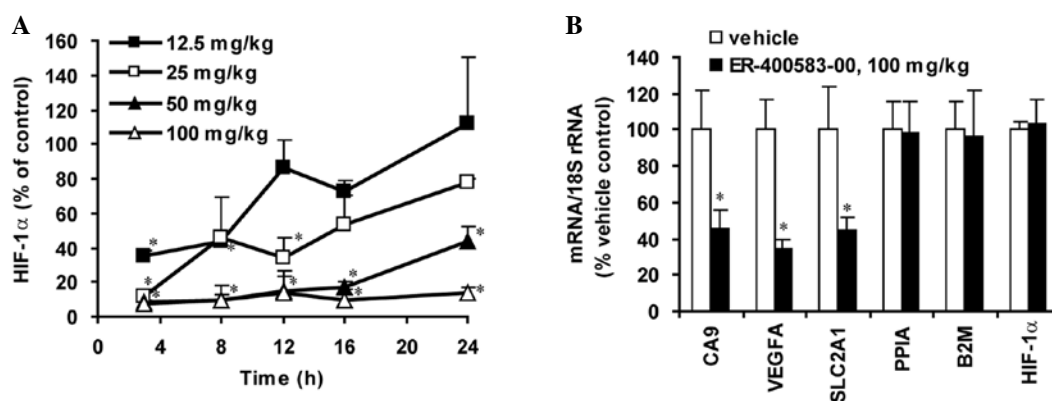 A
12.5 mg/kg
25 mg/kg
50 mg/kg
100 mg/kg
HIF-1α (% of control)
160
140
120
100
80
60
40
20
0
* * * * * * * * * * * *
0 4 8 12 16 20 24
Time (h)
B
vehicle
ER-400583-00, 100 mg/kg
mRNA/18S rRNA
(% vehicle control)
140
120
100
80
60
40
20
0
* * *
CA9
VEGFA
SLC2A1
PPIA
B2M
HIF-1α